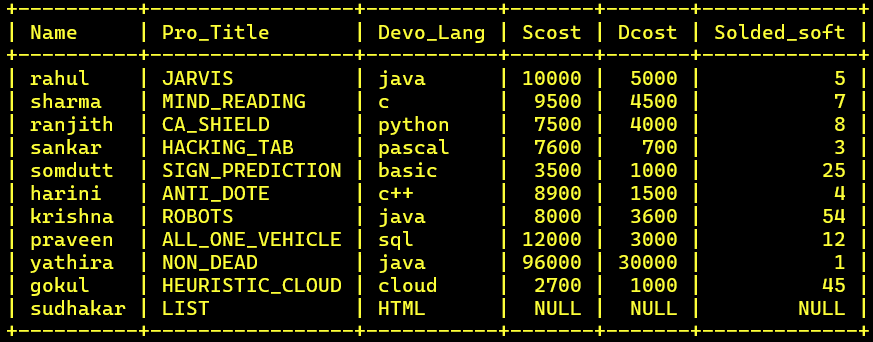 +----------+-----------------+-----------+-------+-------+-------------+
| Name     | Pro_Title       | Devo_Lang | Scost | Dcost | Solded_soft |
+----------+-----------------+-----------+-------+-------+-------------+
| rahul    | JARVIS          | java      | 10000 |  5000 |           5 |
| sharma   | MIND_READING    | c         |  9500 |  4500 |           7 |
| ranjith  | CA_SHIELD       | python    |  7500 |  4000 |           8 |
| sankar   | HACKING_TAB     | pascal    |  7600 |   700 |           3 |
| somdutt  | SIGN_PREDICTION | basic     |  3500 |  1000 |          25 |
| harini   | ANTI_DOTE       | c++       |  8900 |  1500 |           4 |
| krishna  | ROBOTS          | java      |  8000 |  3600 |          54 |
| praveen  | ALL_ONE_VEHICLE | sql       | 12000 |  3000 |          12 |
| yathira  | NON_DEAD        | java      | 96000 | 30000 |           1 |
| gokul    | HEURISTIC_CLOUD | cloud     |  2700 |  1000 |          45 |
| sudhakar | LIST            | HTML      |  NULL |  NULL |        NULL |
+----------+-----------------+-----------+-------+-------+-------------+